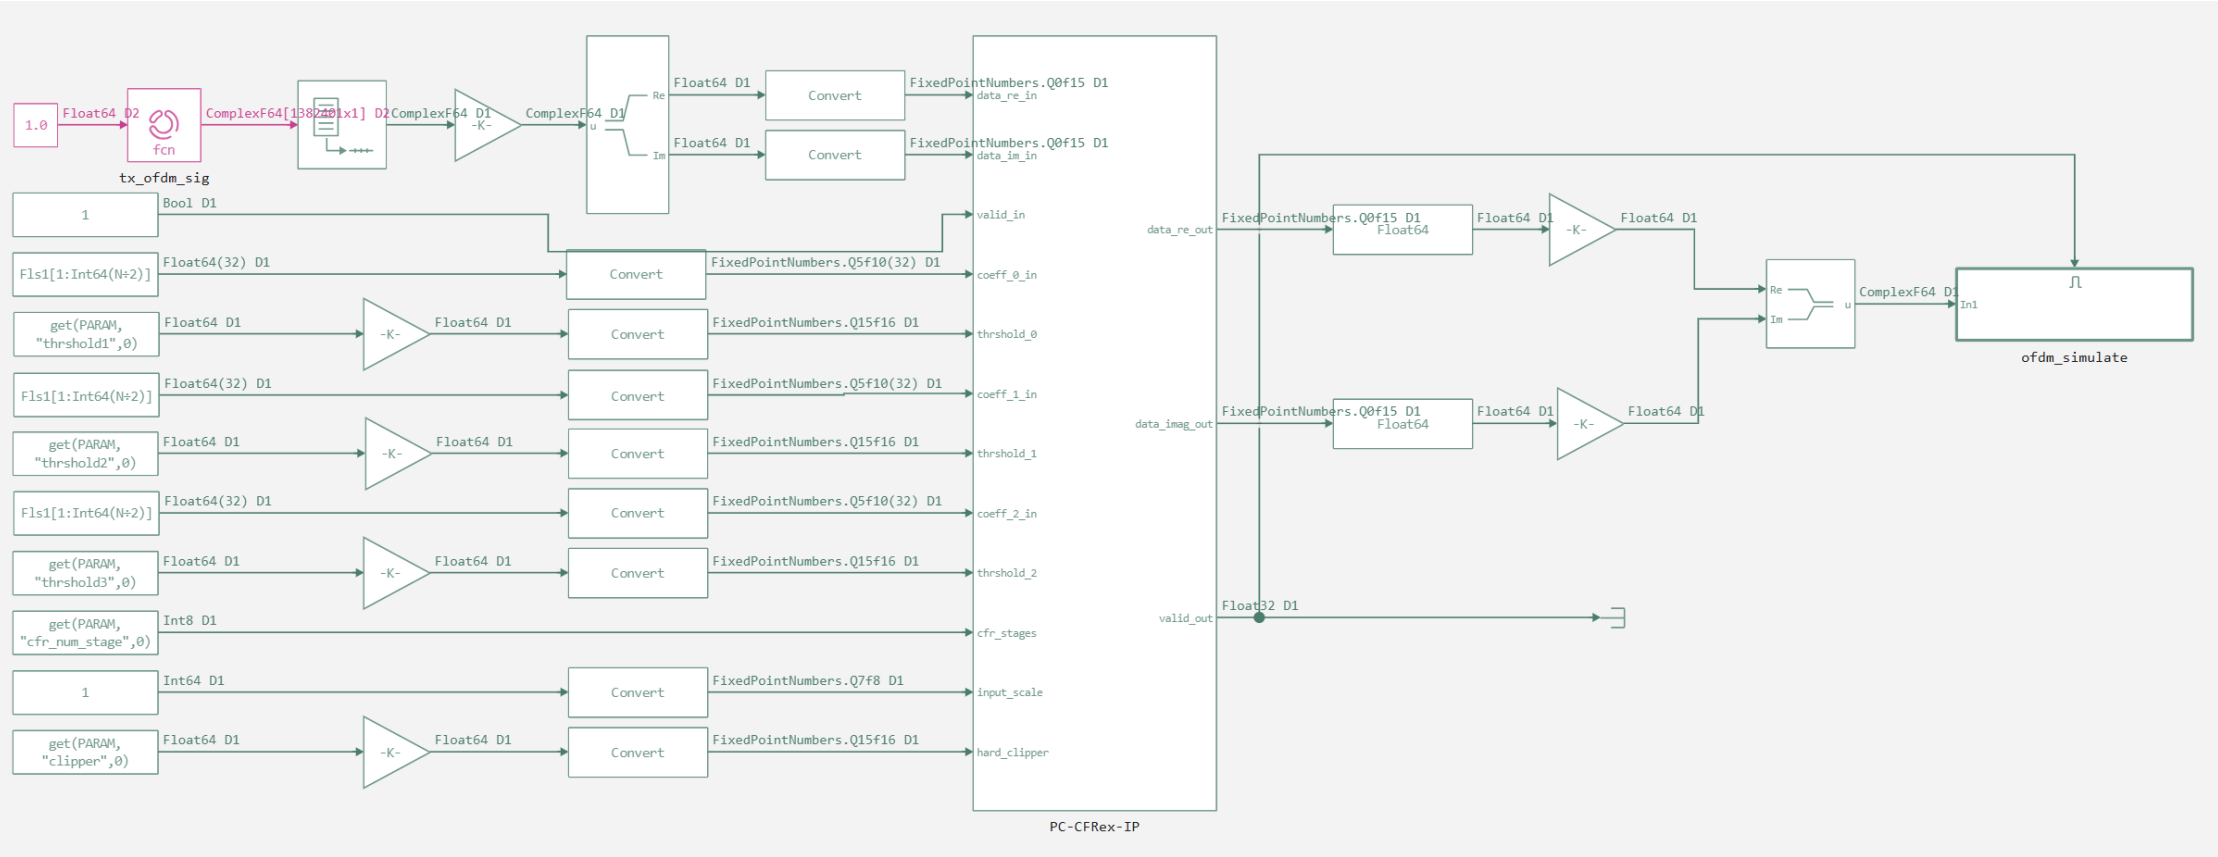 1.0
Float64 D2
fcn
tx_ofdm_sig
ComplexF64[1382401x1] D2
ComplexF64 D1
-K-
ComplexF64 D1
u
Re
Im
Float64 D1
Convert
FixedPointNumbers.Q0f15 D1
data_re_in
Float64 D1
Convert
FixedPointNumbers.Q0f15 D1
data_im_in
1
Bool D1
valid_in
Fls1[1:Int64(N÷2)]
Float64(32) D1
Convert
FixedPointNumbers.Q5f10(32) D1
coeff_0_in
get(PARAM,
"thrshold1",0)
Float64 D1
-K-
Float64 D1
Convert
FixedPointNumbers.Q15f16 D1
thrshold_0
Fls1[1:Int64(N÷2)]
Float64(32) D1
Convert
FixedPointNumbers.Q5f10(32) D1
coeff_1_in
get(PARAM,
"thrshold2",0)
Float64 D1
-K-
Float64 D1
Convert
FixedPointNumbers.Q15f16 D1
thrshold_1
Fls1[1:Int64(N÷2)]
Float64(32) D1
Convert
FixedPointNumbers.Q5f10(32) D1
coeff_2_in
get(PARAM,
"thrshold3",0)
Float64 D1
-K-
Float64 D1
Convert
FixedPointNumbers.Q15f16 D1
thrshold_2
get(PARAM,
"cfr_num_stage",0)
Int8 D1
cfr_stages
1
Int64 D1
Convert
FixedPointNumbers.Q7f8 D1
input_scale
get(PARAM,
"clipper",0)
Float64 D1
-K-
Float64 D1
Convert
FixedPointNumbers.Q15f16 D1
hard_clipper
PC-CFRex-IP
data_re_out
FixedPointNumbers.Q0f15 D1
Float64
Float64 D1
-K-
Float64 D1
data_imag_out
FixedPointNumbers.Q0f15 D1
Float64
Float64 D1
-K-
Float64 D1
valid_out
Float32 D1
Re
Im
u
ComplexF64 D1
In1
ofdm_simulate